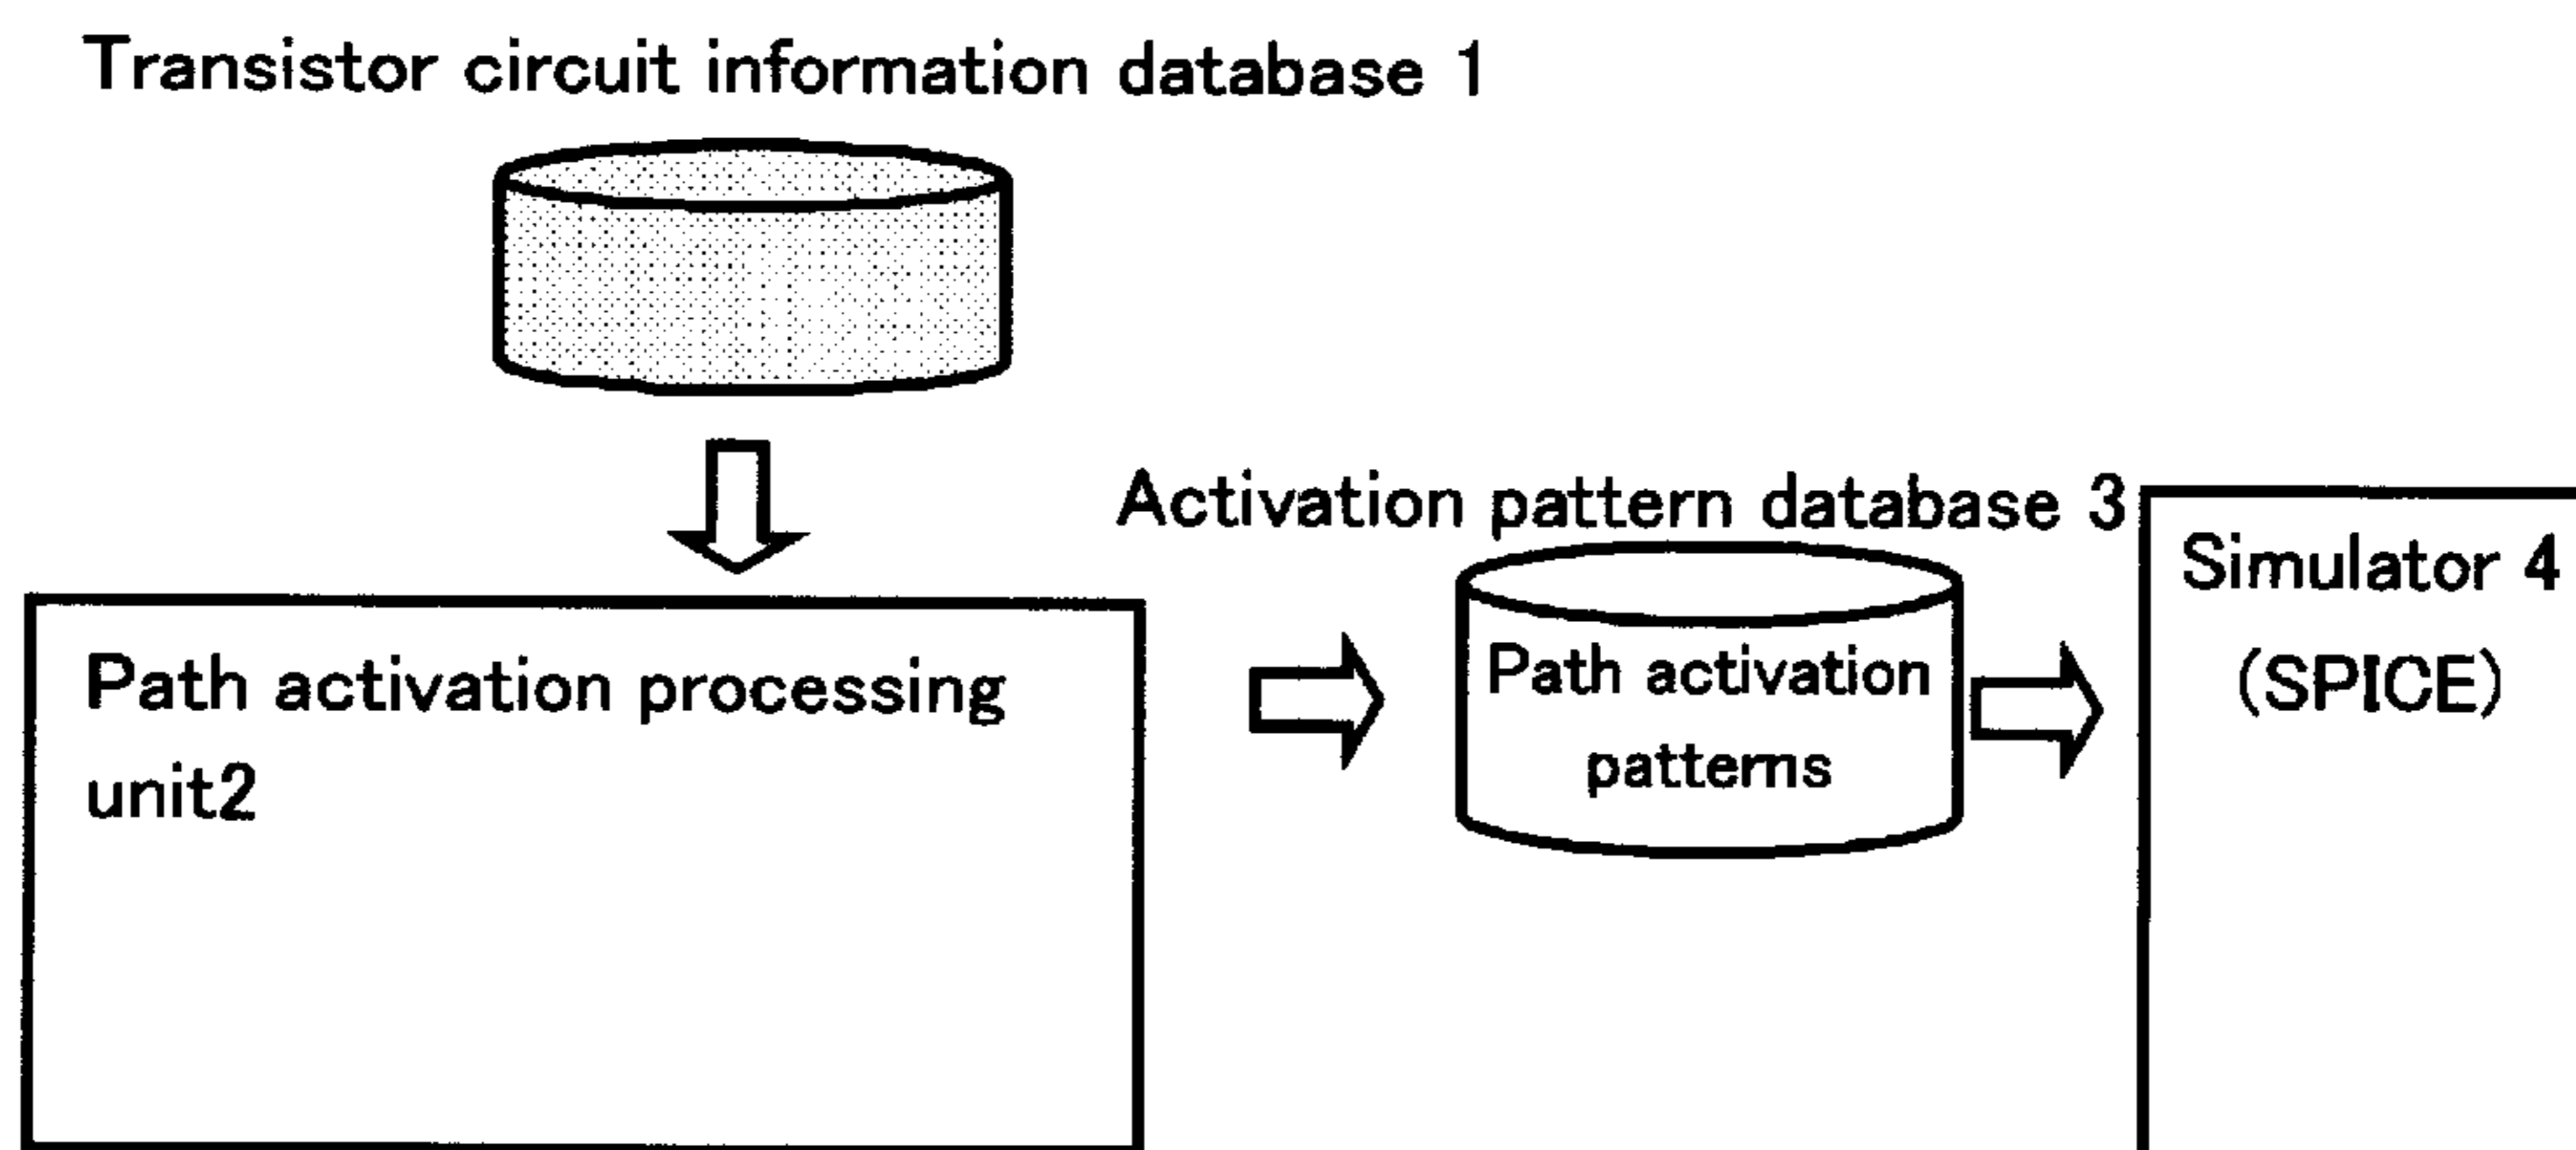 Transistor circuit information database 1
Activation pattern database 3
Simulator 4
(SPICE)
Path activation processing
unit2
Path activation
patterns